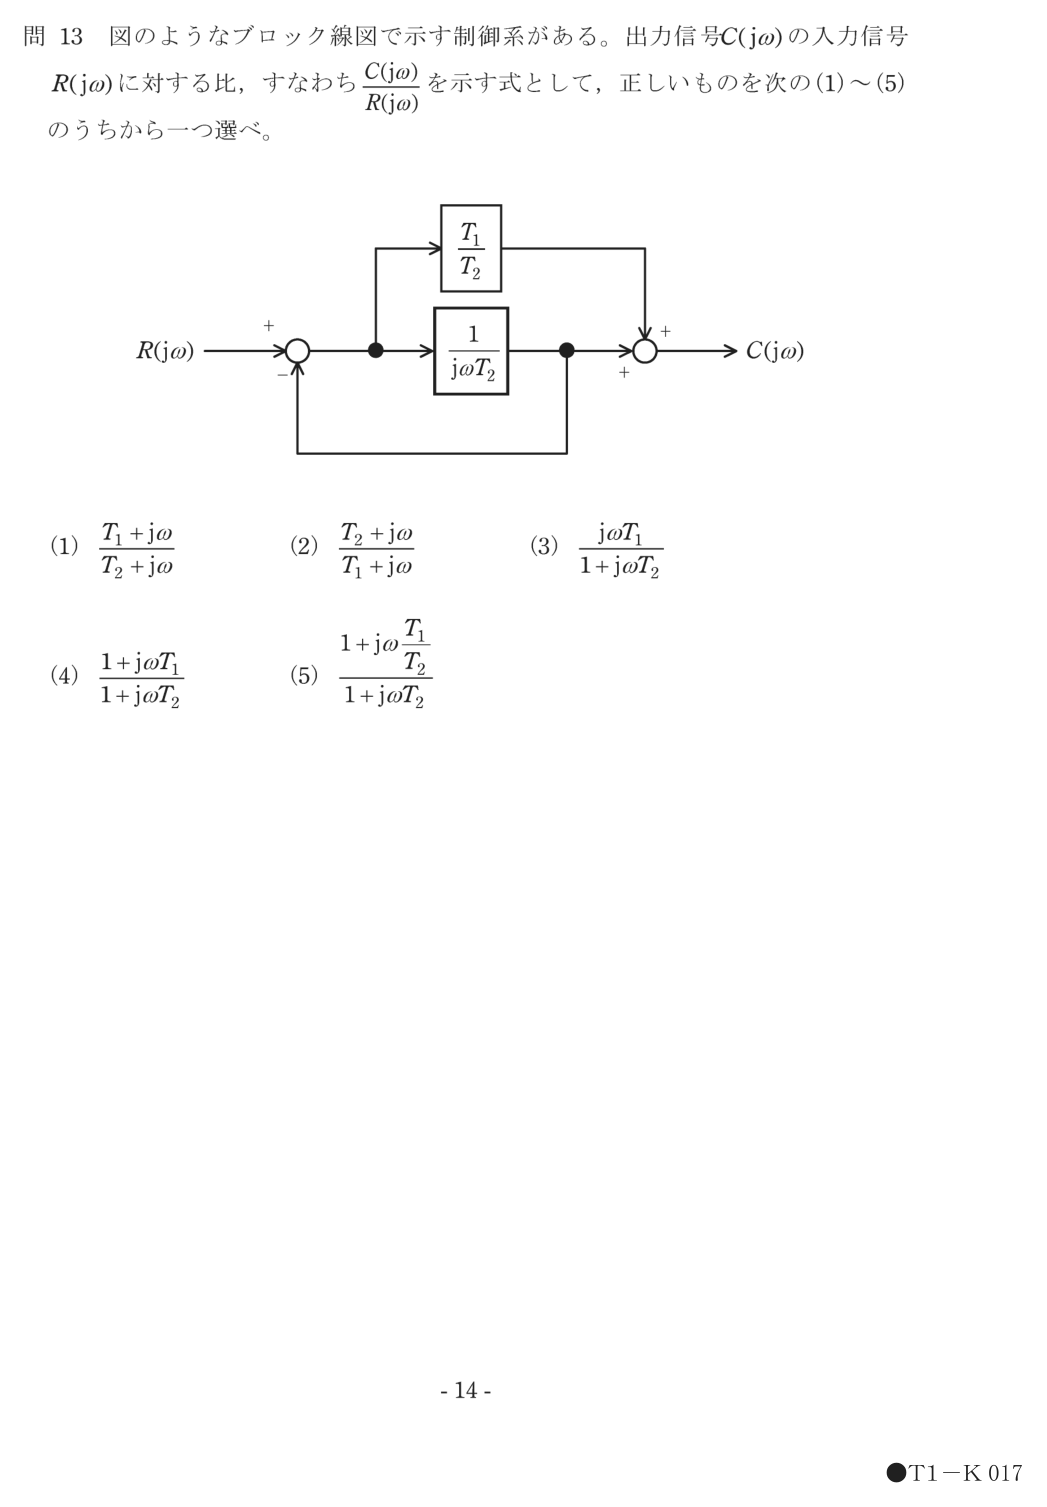 問 13　図のようなブロック線図で示す制御系がある。出力信号C(jω)の入力信号
R(jω)に対する比，すなわち C(jω)/R(jω) を示す式として，正しいものを次の(1)～(5)
のうちから一つ選べ。
T₁/T₂
R(jω) + − 1/(jωT₂) + + C(jω)
(1) (T₁+jω)/(T₂+jω)　(2) (T₂+jω)/(T₁+jω)　(3) jωT₁/(1+jωT₂)
(4) (1+jωT₁)/(1+jωT₂)　(5) (1+jω T₁/T₂)/(1+jωT₂)
- 14 -
●T1－K 017